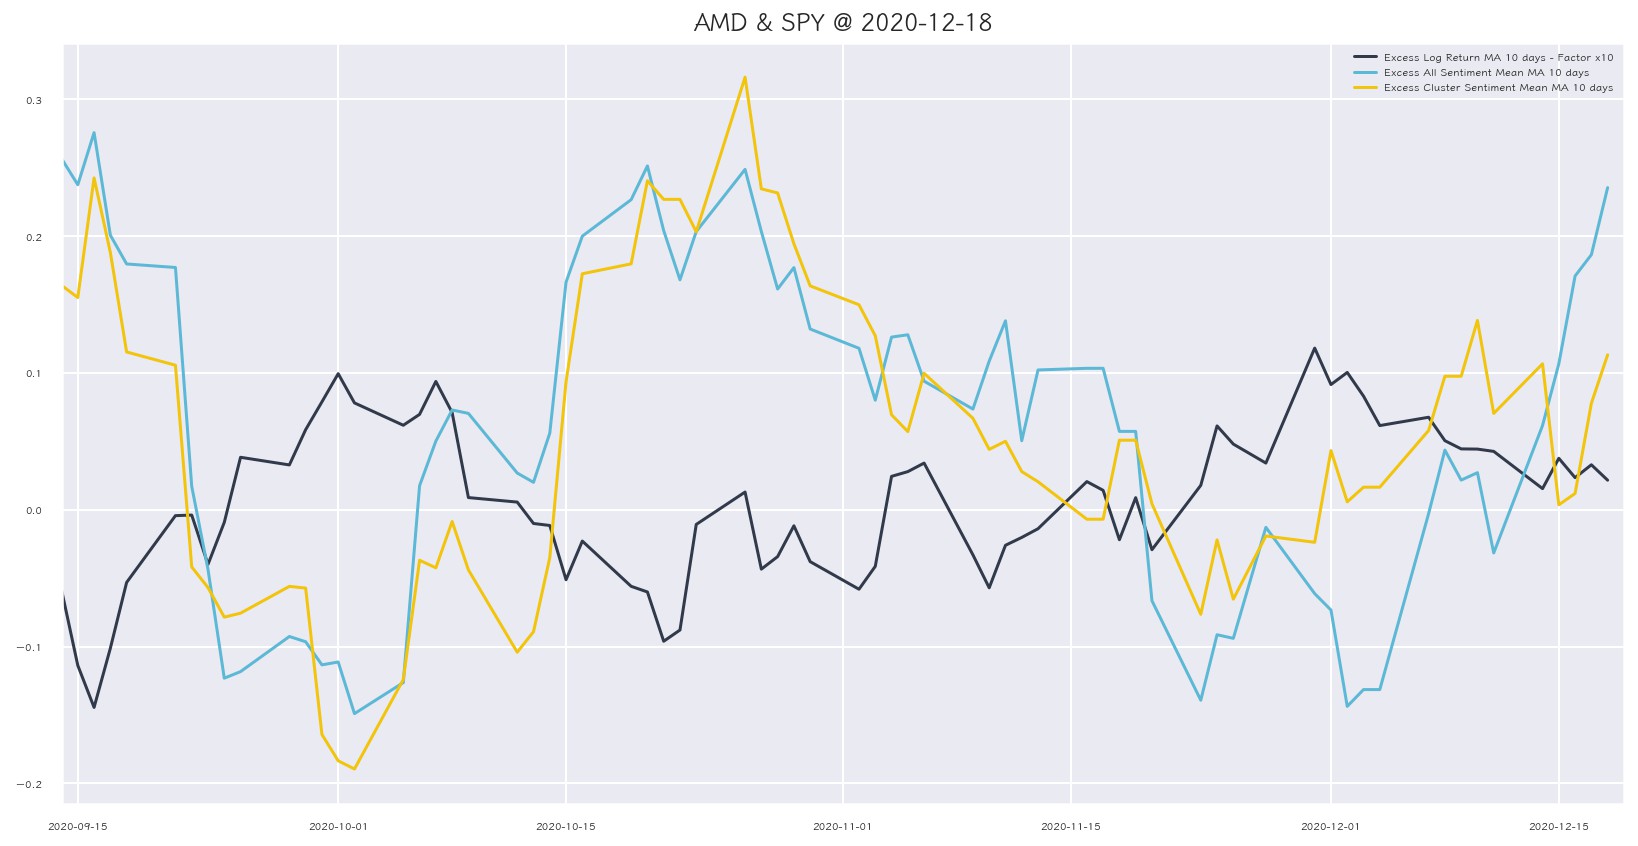 AMD & SPY @ 2020-12-18
Excess Log Return MA 10 days - Factor x10
Excess All Sentiment Mean MA 10 days
Excess Cluster Sentiment Mean MA 10 days
0.3
0.2
0.1
0.0
−0.1
−0.2
2020-09-15 2020-10-01 2020-10-15 2020-11-01 2020-11-15 2020-12-01 2020-12-15